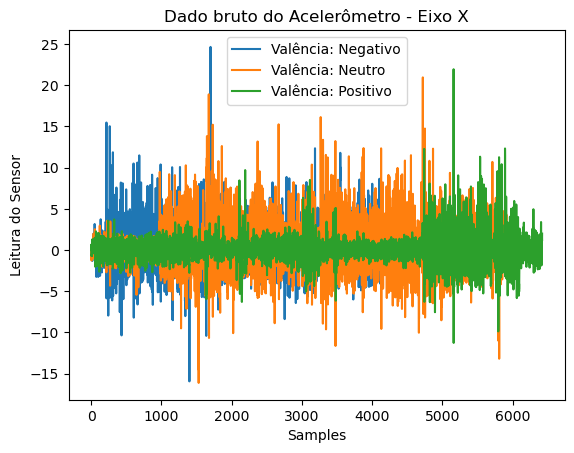 Dado bruto do Acelerômetro - Eixo X
Leitura do Sensor
25
20
15
10
5
0
−5
−10
−15
Valência: Negativo
Valência: Neutro
Valência: Positivo
0 1000 2000 3000 4000 5000 6000
Samples